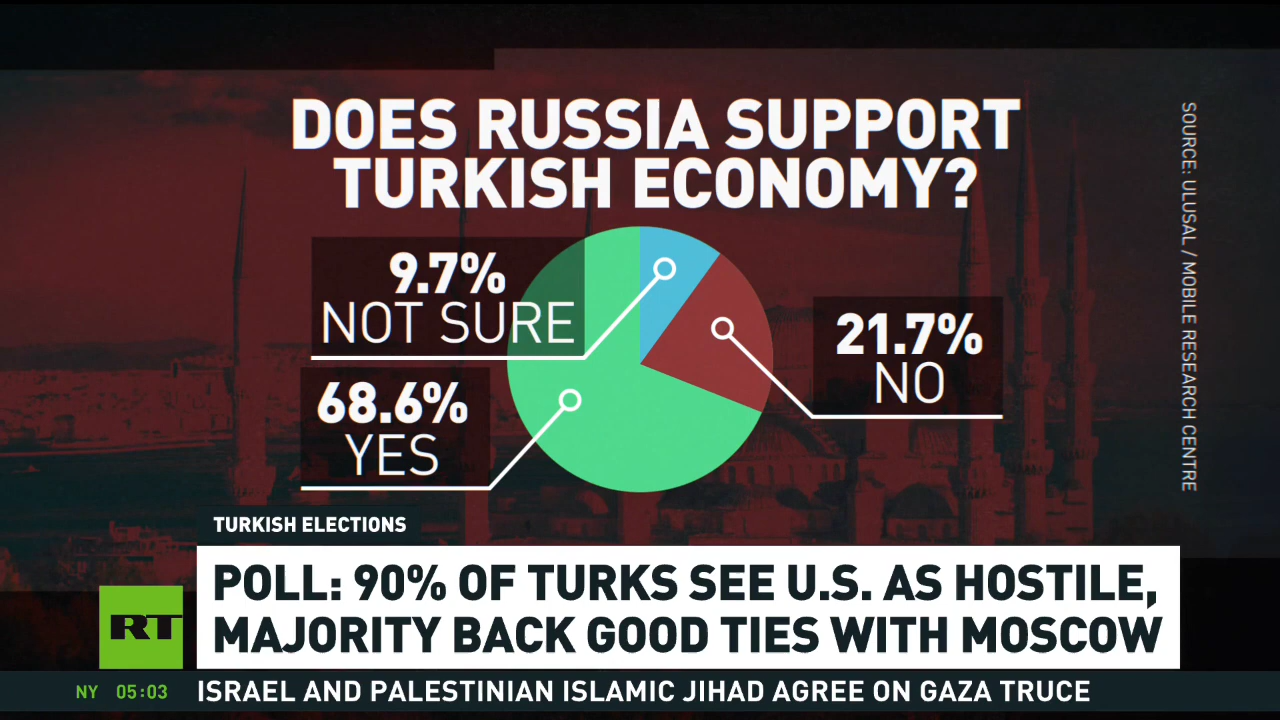 DOES RUSSIA SUPPORT
TURKISH ECONOMY?
SOURCE: ULUSAL / MOBILE RESEARCH CENTRE
9.7%
NOT SURE
21.7%
NO
68.6%
YES
TURKISH ELECTIONS
POLL: 90% OF TURKS SEE U.S. AS HOSTILE,
MAJORITY BACK GOOD TIES WITH MOSCOW
RT
NY 05:03 ISRAEL AND PALESTINIAN ISLAMIC JIHAD AGREE ON GAZA TRUCE